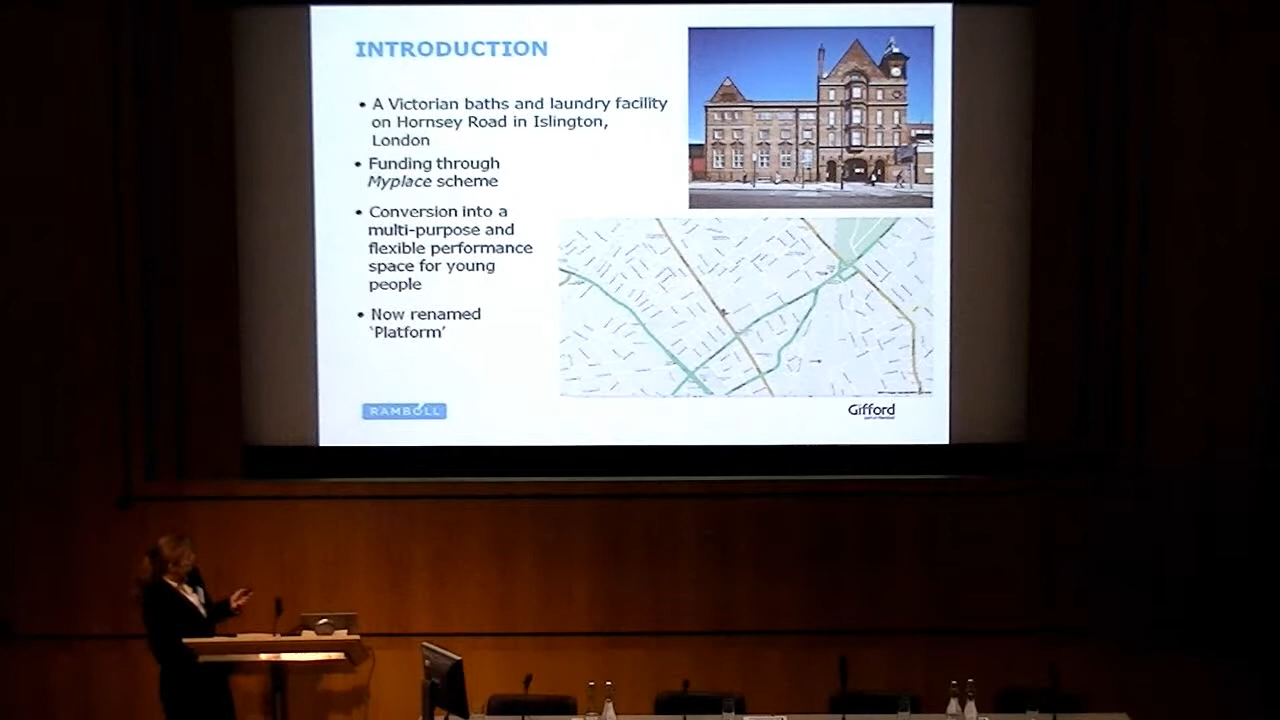 INTRODUCTION
• A Victorian baths and laundry facility
on Hornsey Road in Islington,
London
• Funding through
Myplace scheme
• Conversion into a
multi-purpose and
flexible performance
space for young
people
• Now renamed
‘Platform’
RAMBOLL
Gifford